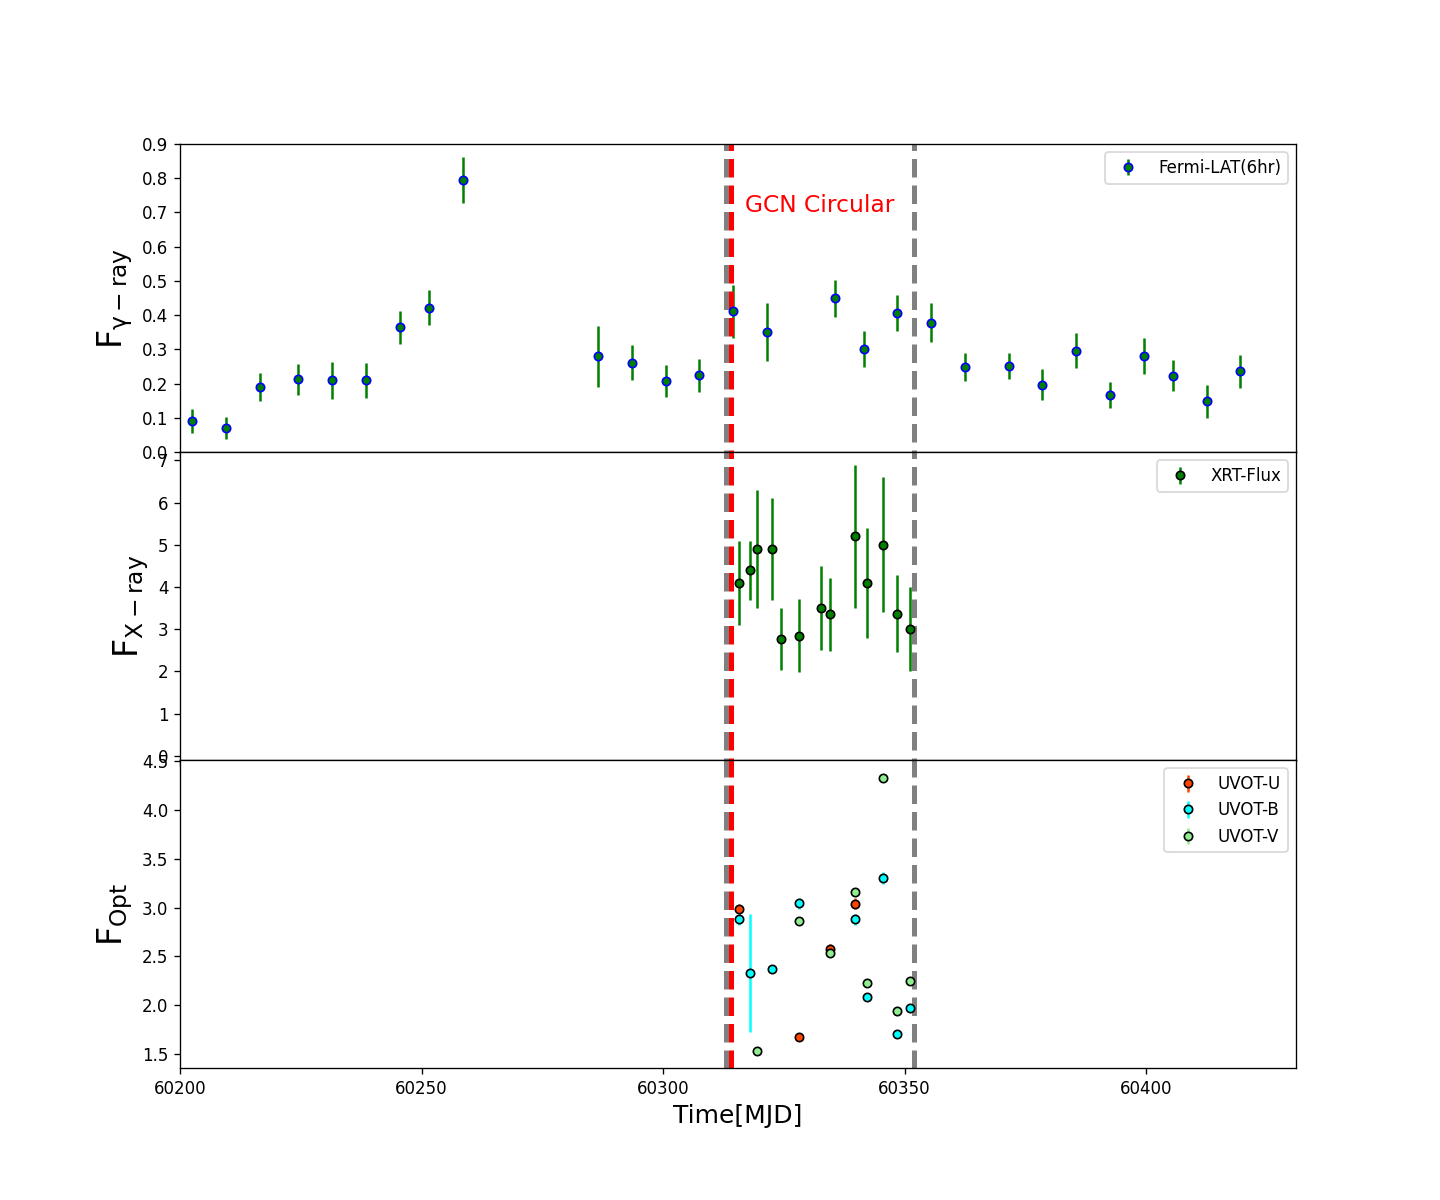 0.9
0.8
0.7
0.6
0.5
0.4
0.3
0.2
0.1
0.0
Fγ − ray
Fermi-LAT(6hr)
GCN Circular
7
6
5
4
3
2
1
0
FX − ray
XRT-Flux
4.5
4.0
3.5
3.0
2.5
2.0
1.5
FOpt
UVOT-U
UVOT-B
UVOT-V
60200 60250 60300 60350 60400
Time[MJD]